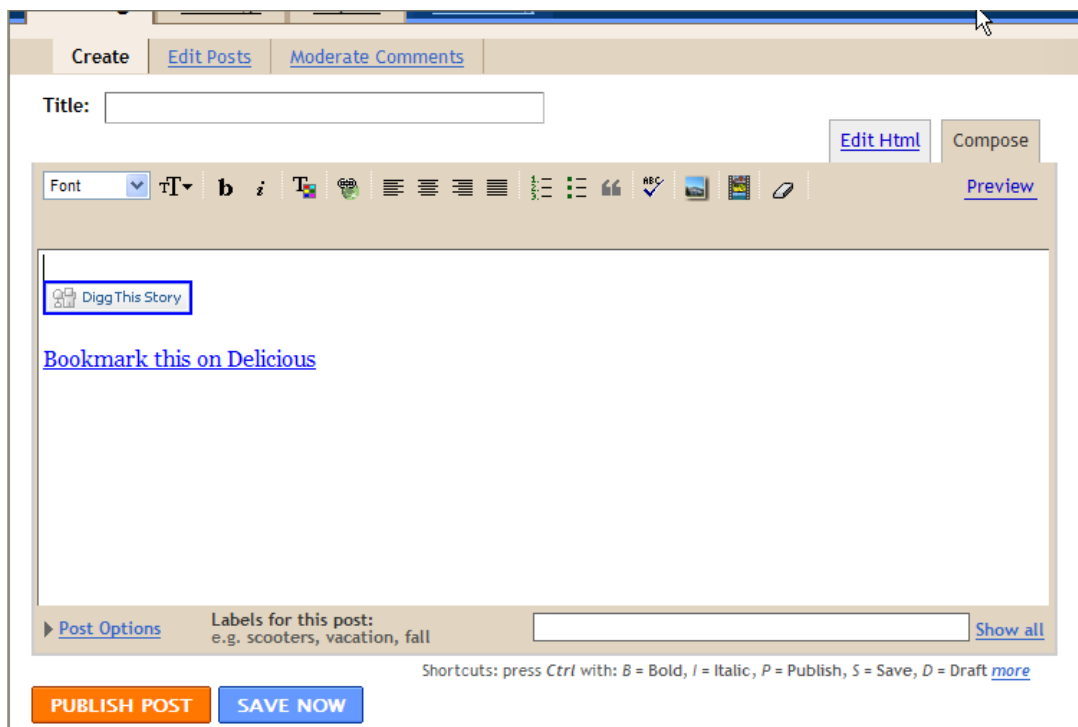 Create Edit Posts Moderate Comments
Title:
Edit Html Compose
Font TT b i T ABC Preview
Digg This Story
Bookmark this on Delicious
Post Options Labels for this post: Show all
e.g. scooters, vacation, fall
Shortcuts: press Ctrl with: B = Bold, I = Italic, P = Publish, S = Save, D = Draft more
PUBLISH POST SAVE NOW